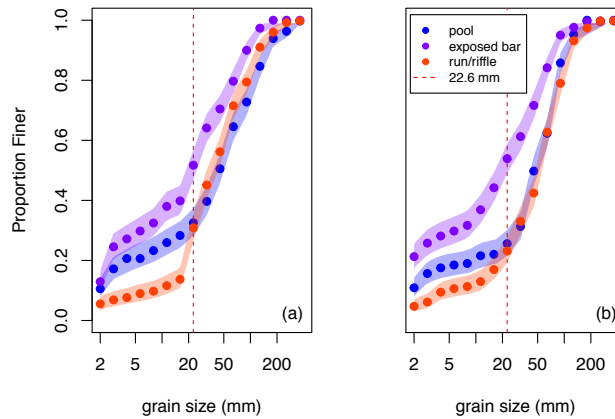 Proportion Finer
1.0
0.8
0.6
0.4
0.2
0.0
2 5 20 50 200
grain size (mm)
(a)
pool
exposed bar
run/riffle
22.6 mm
2 5 20 50 200
grain size (mm)
(b)